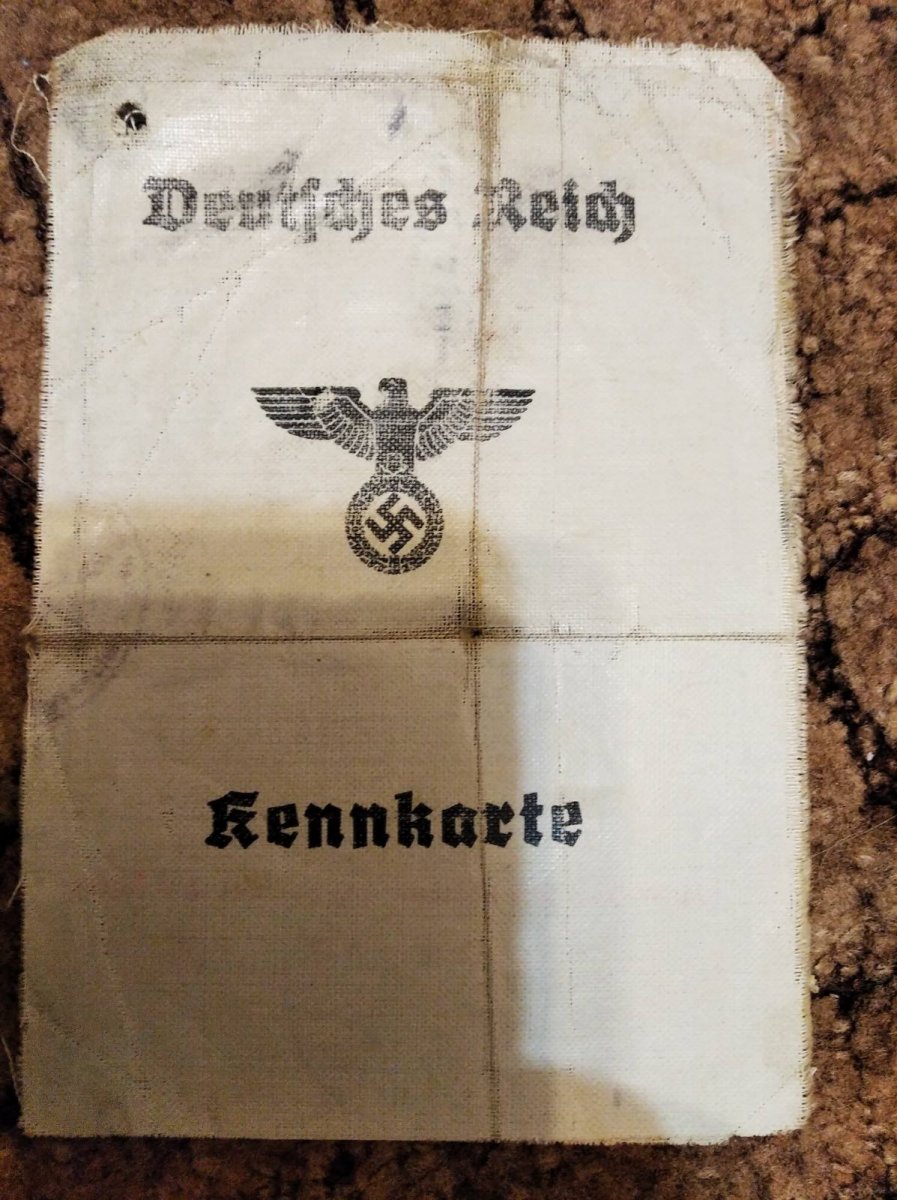 Deutsches Reich
Kennkarte